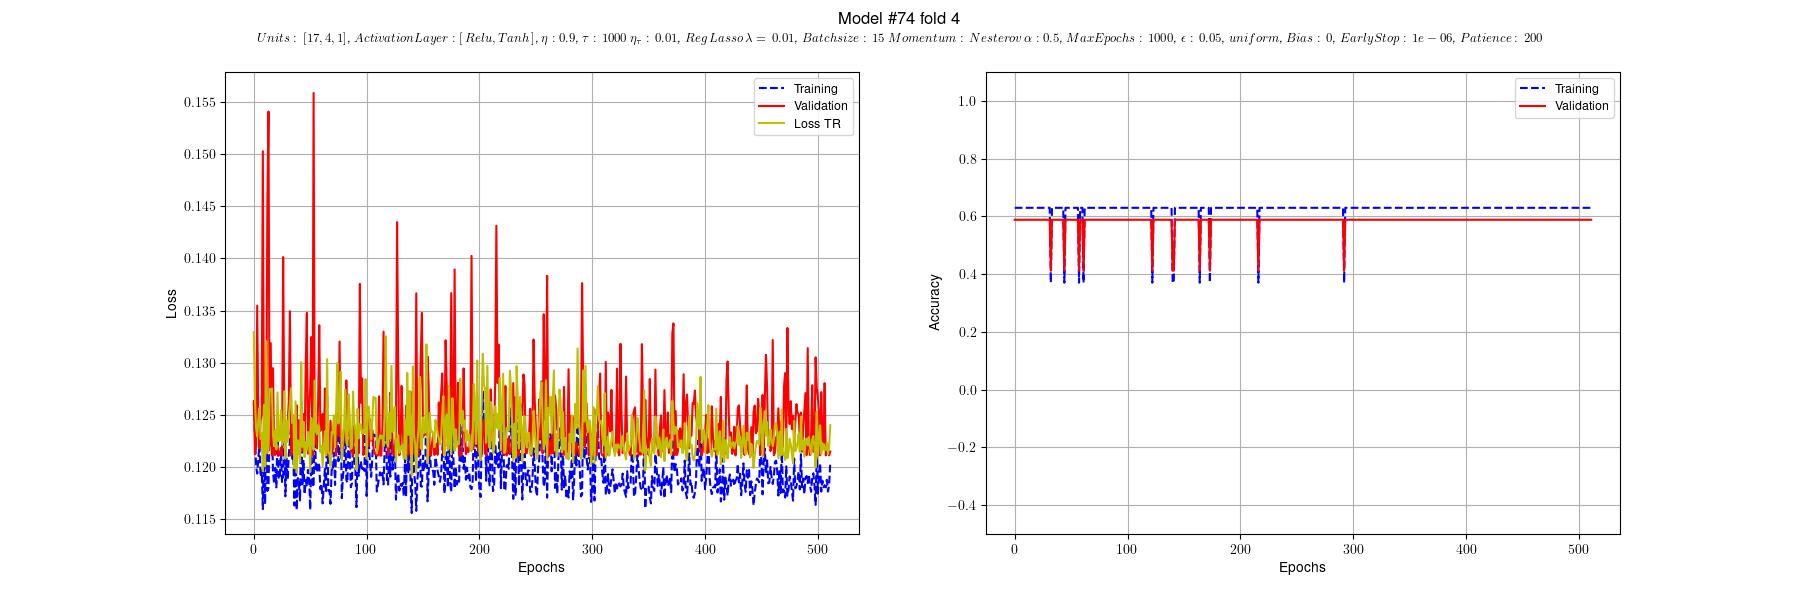 Model #74 fold 4
Units : [17, 4, 1], ActivationLayer : [Relu, Tanh], η : 0.9, τ : 1000 ητ : 0.01, Reg Lasso λ = 0.01, Batchsize : 15 Momentum : Nesterov α : 0.5, MaxEpochs : 1000, ϵ : 0.05, uniform, Bias : 0, EarlyStop : 1e − 06, Patience : 200
Training
Validation
Loss TR
0.155
0.150
0.145
0.140
0.135
0.130
0.125
0.120
0.115
Loss
0 100 200 300 400 500
Epochs
Training
Validation
1.0
0.8
0.6
0.4
0.2
0.0
−0.2
−0.4
Accuracy
0 100 200 300 400 500
Epochs